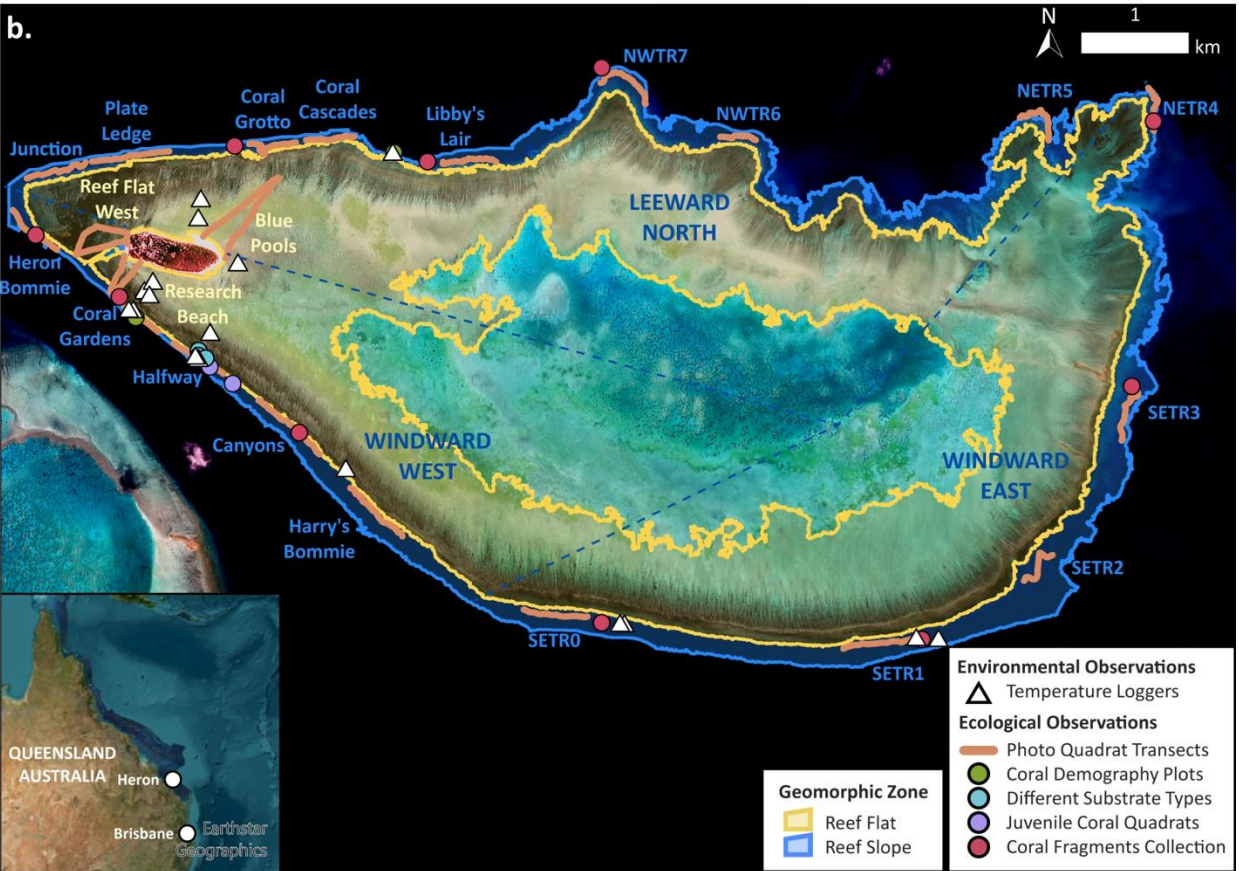 b.
N
1
km
NWTR7
Coral
Cascades
Coral
Grotto
Plate
Ledge
Libby's
Lair
NWTR6
NETR5
NETR4
Junction
Reef Flat
West
Blue
Pools
LEEWARD
NORTH
Heron
Bommie
Research
Beach
Coral
Gardens
Halfway
SETR3
Canyons
WINDWARD
WEST
WINDWARD
EAST
Harry's
Bommie
SETR2
SETR0
SETR1
QUEENSLAND
AUSTRALIA
Heron
Brisbane
Earthstar
Geographics
Geomorphic Zone
Reef Flat
Reef Slope
Environmental Observations
Temperature Loggers
Ecological Observations
Photo Quadrat Transects
Coral Demography Plots
Different Substrate Types
Juvenile Coral Quadrats
Coral Fragments Collection